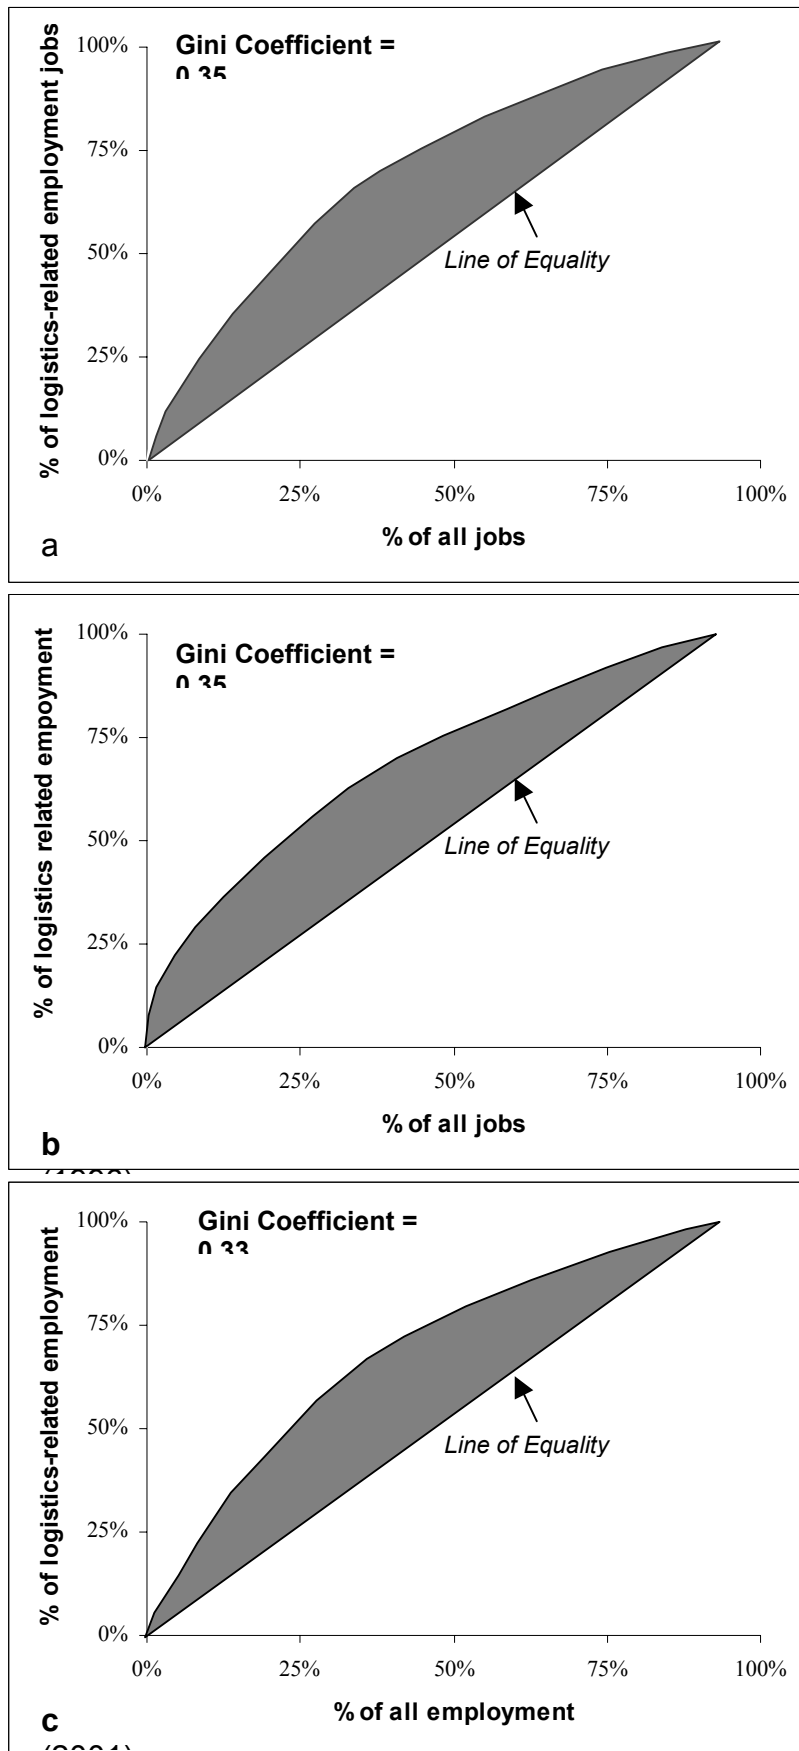 Gini Coefficient =
0.35
% of logistics-related employment jobs
100%
75%
50%
25%
0%
Line of Equality
0%
25%
50%
75%
100%
% of all jobs
a
Gini Coefficient =
0.35
% of logistics related empoyment
100%
75%
50%
25%
0%
Line of Equality
0%
25%
50%
75%
100%
% of all jobs
b
Gini Coefficient =
0.33
% of logistics-related employment
100%
75%
50%
25%
0%
Line of Equality
0%
25%
50%
75%
100%
% of all employment
c